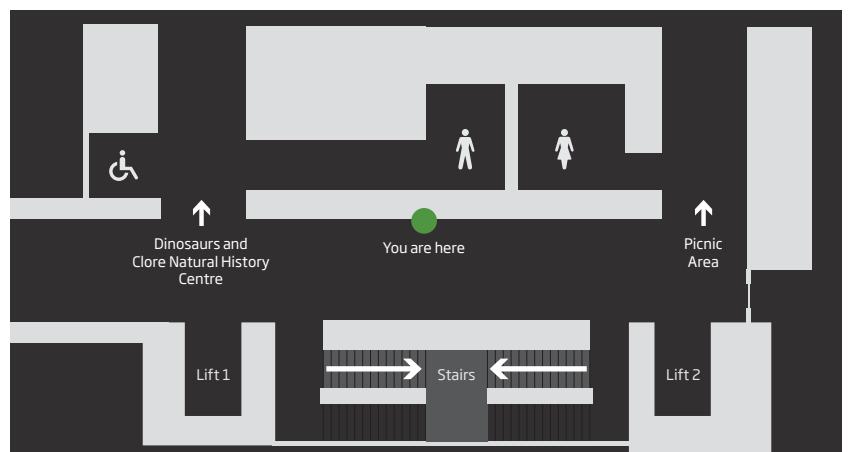 Dinosaurs and
Clore Natural History
Centre
You are here
Picnic
Area
Lift 1
Stairs
Lift 2